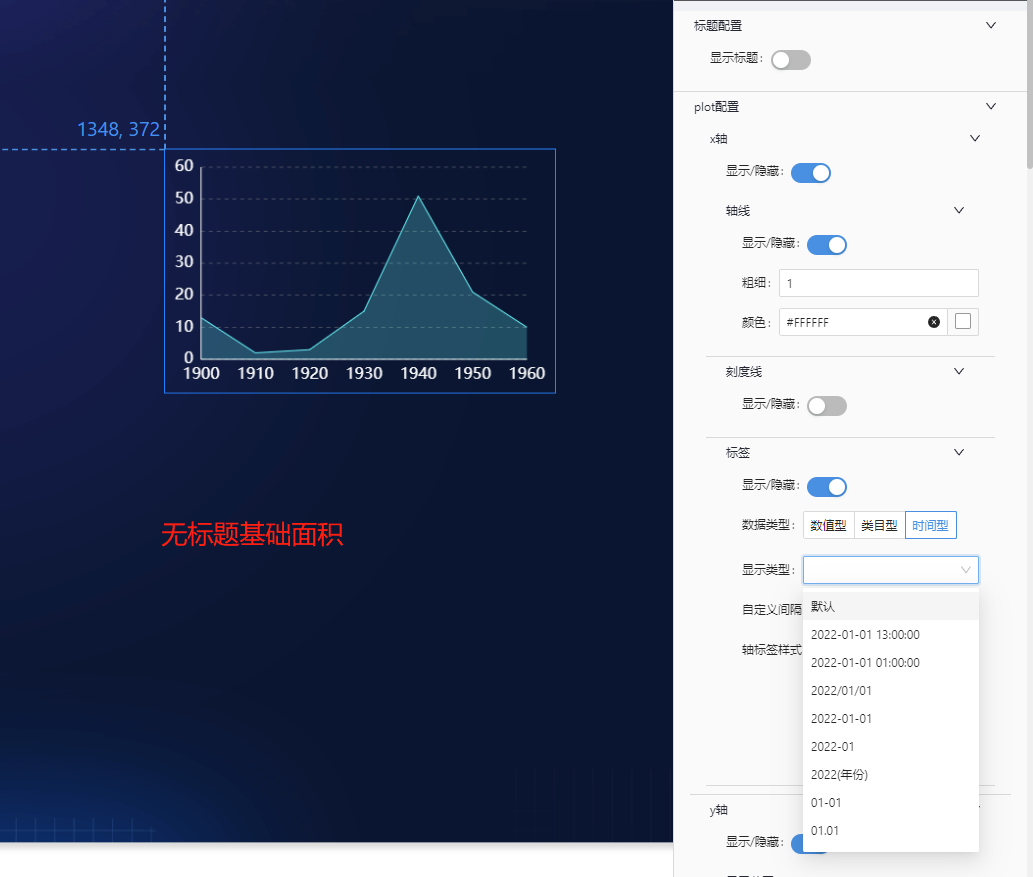 1348, 372
60
50
40
30
20
10
0
1900 1910 1920 1930 1940 1950 1960
无标题基础面积
标题配置
显示标题：
plot配置
x轴
显示/隐藏：
轴线
显示/隐藏：
粗细： 1
颜色： #FFFFFF
刻度线
显示/隐藏：
标签
显示/隐藏：
数据类型： 数值型 类目型 时间型
显示类型：
自定义间隔
轴标签样式
默认
2022-01-01 13:00:00
2022-01-01 01:00:00
2022/01/01
2022-01-01
2022-01
2022(年份)
01-01
01.01
y轴
显示/隐藏：